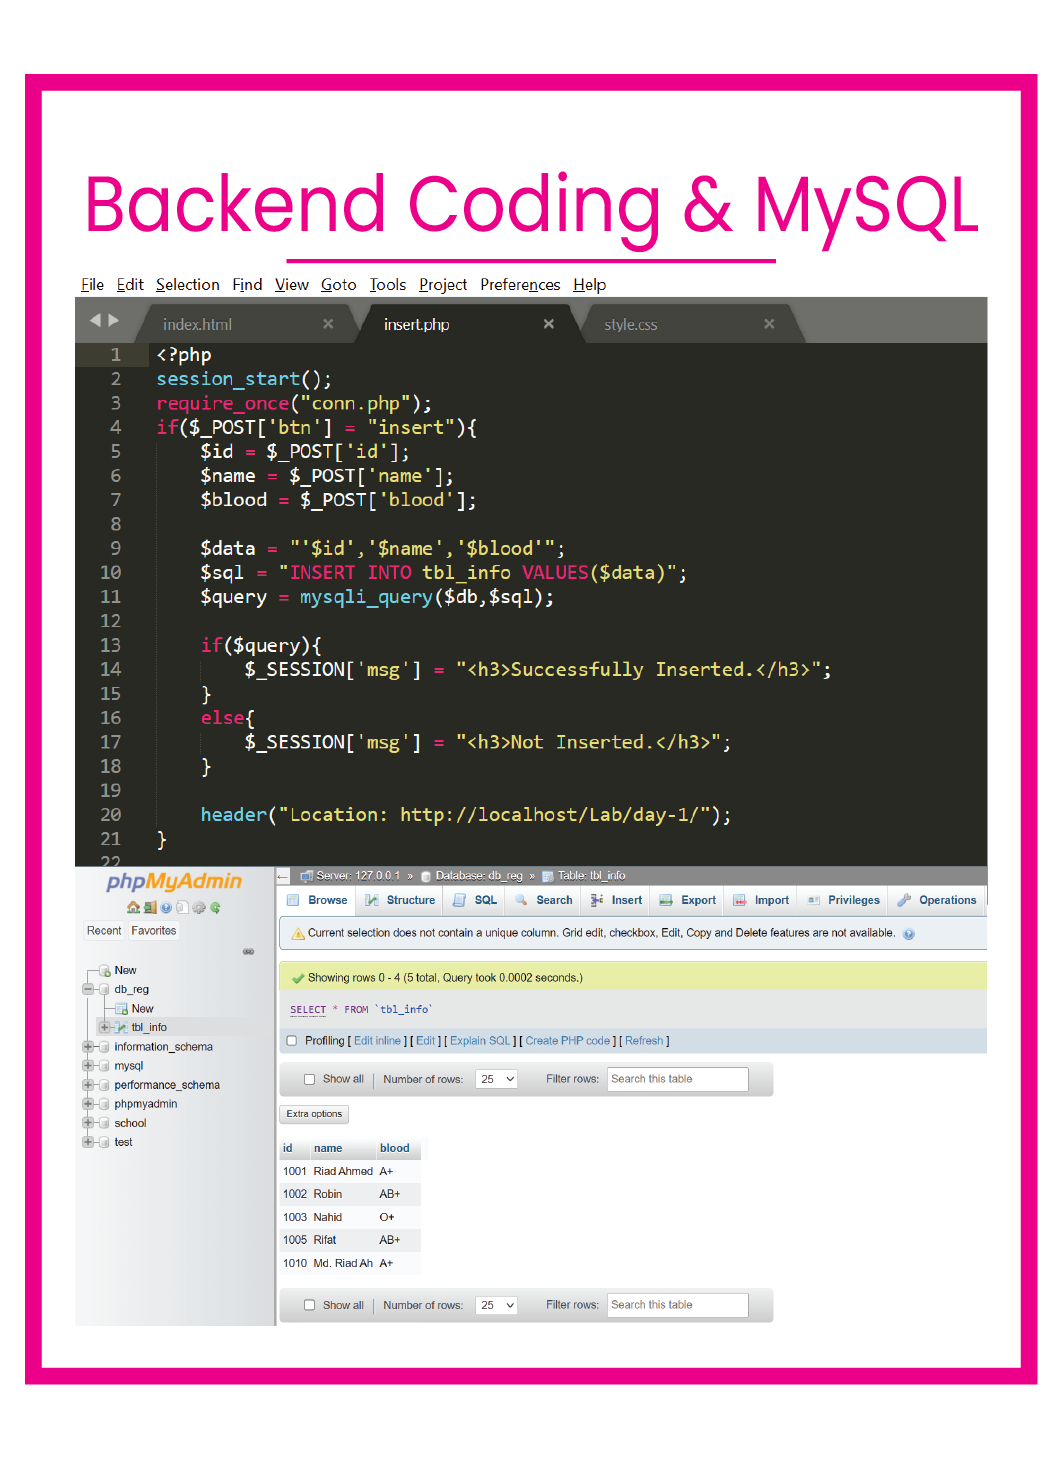 Backend Coding & MySQL
File Edit Selection Find View Goto Tools Project Preferences Help
index.html × insert.php × style.css ×
1 <?php
2 session_start();
3 require_once("conn.php");
4 if($_POST['btn'] = "insert"){
5 $id = $_POST['id'];
6 $name = $_POST['name'];
7 $blood = $_POST['blood'];
8
9 $data = "'$id','$name','$blood'";
10 $sql = "INSERT INTO tbl_info VALUES($data)";
11 $query = mysqli_query($db,$sql);
12
13 if($query){
14 $_SESSION['msg'] = "<h3>Successfully Inserted.</h3>";
15 }
16 else{
17 $_SESSION['msg'] = "<h3>Not Inserted.</h3>";
18 }
19
20 header("Location: http://localhost/Lab/day-1/");
21 }
22
phpMyAdmin
Recent Favorites
New
db_reg
New
tbl_info
information_schema
mysql
performance_schema
phpmyadmin
school
test
Server: 127.0.0.1 » Database: db_reg » Table: tbl_info
Browse Structure SQL Search Insert Export Import Privileges Operations
Current selection does not contain a unique column. Grid edit, checkbox, Edit, Copy and Delete features are not available.
Showing rows 0 - 4 (5 total, Query took 0.0002 seconds.)
SELECT * FROM `tbl_info`
Profiling [ Edit inline ] [ Edit ] [ Explain SQL ] [ Create PHP code ] [ Refresh ]
Show all | Number of rows: 25 Filter rows: Search this table
Extra options
id name blood
1001 Riad Ahmed A+
1002 Robin AB+
1003 Nahid O+
1005 Rifat AB+
1010 Md. Riad Ah A+
Show all | Number of rows: 25 Filter rows: Search this table